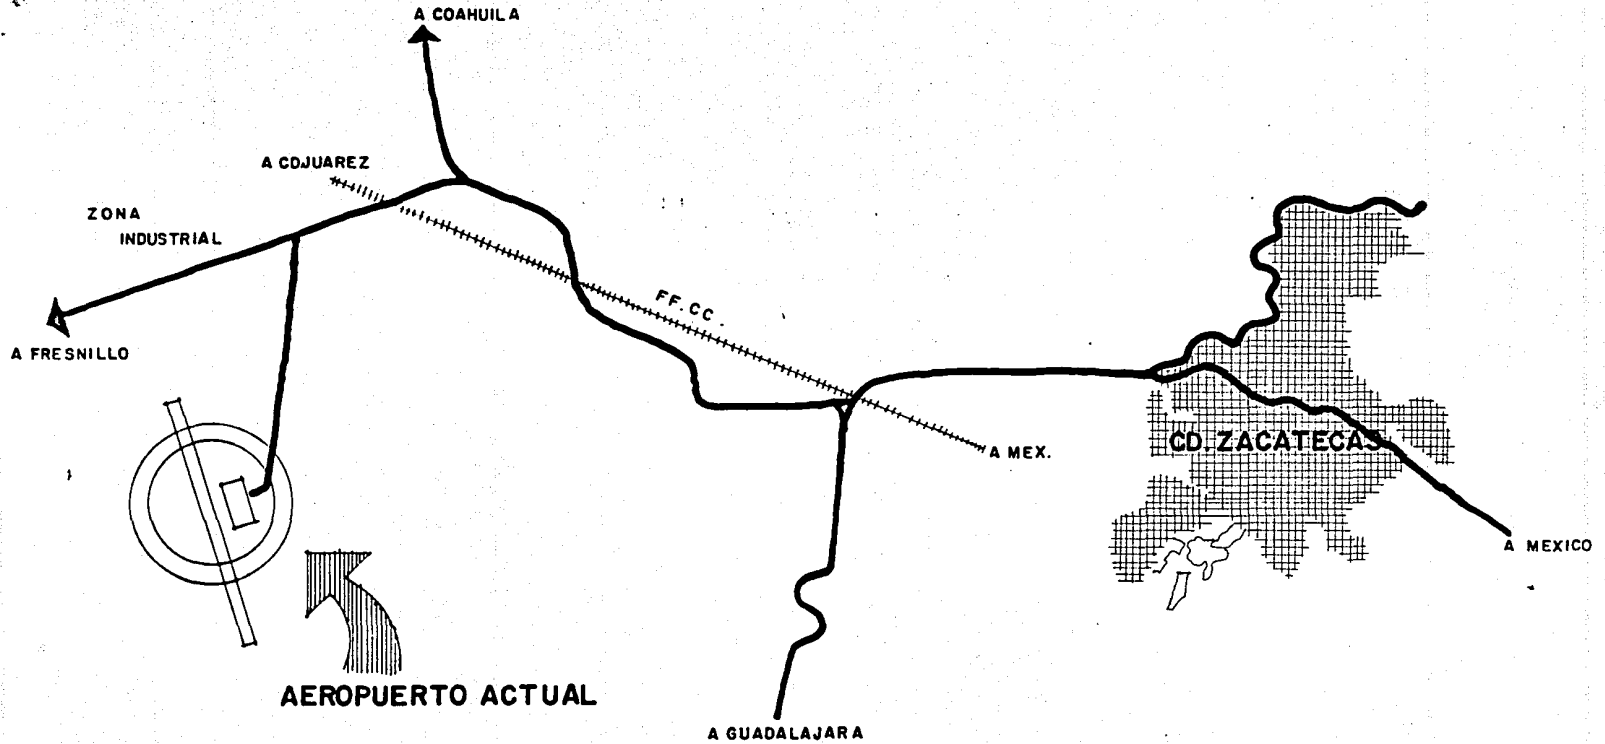 A COAHUILA
A CDJUAREZ
ZONA
INDUSTRIAL
FF.CC.
A FRESNILLO
A MEX.
CD. ZACATECAS
A MEXICO
AEROPUERTO ACTUAL
A GUADALAJARA